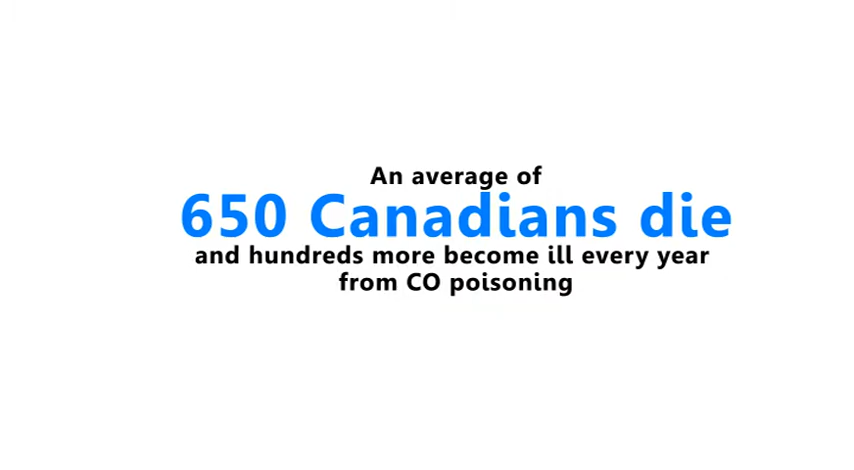 An average of
650 Canadians die
and hundreds more become ill every year
from CO poisoning